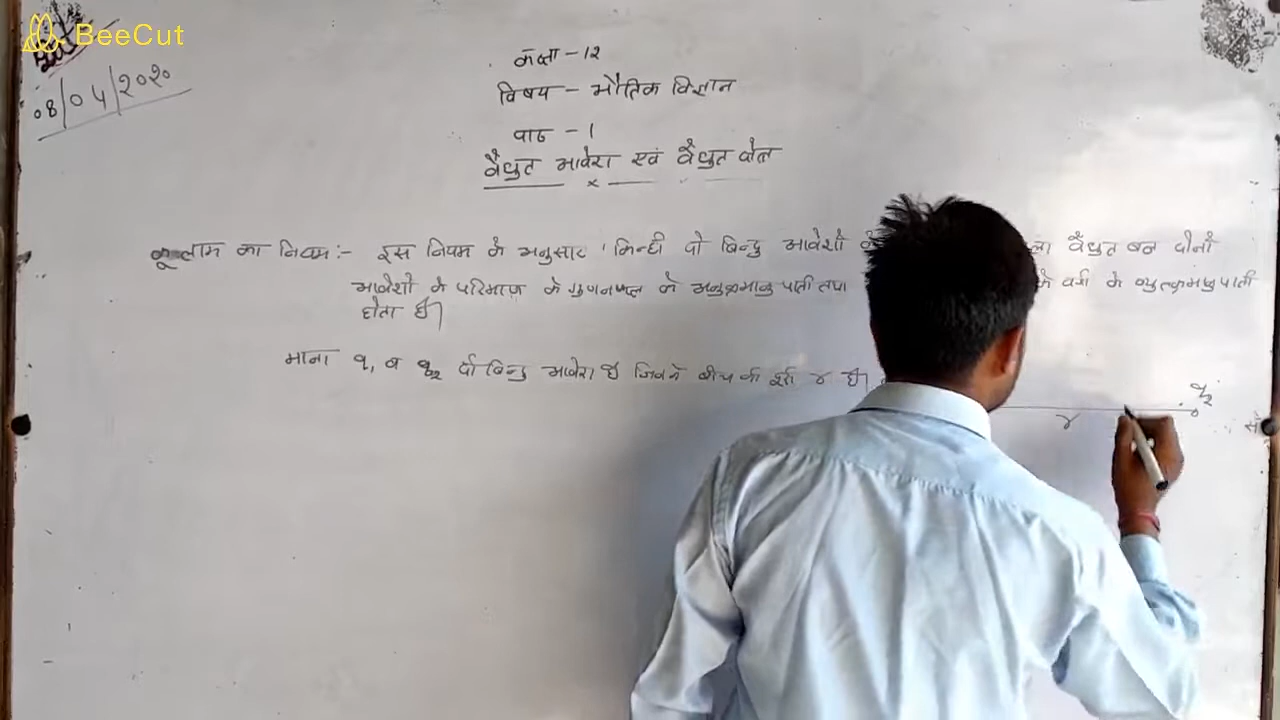 BeeCut
08/04/2020
कक्षा - 12
विषय - भौतिक विज्ञान
पाठ - 1
वैधुत आवेश एवं वैधुत क्षेत्र
कूलाम का नियम :- इस नियम के अनुसार 'किन्ही दो बिन्दु आवेशों वैधुत बल दोनों
आवेशों के परिमाण के गुणनफल के अनुक्रमानुपाती तथा के वर्ग के व्युत्क्रमानुपाती
होता है।
माना q₁ व q₂ दो बिन्दु आवेश है जिनके बीच की दूरी r है।
q₂
r